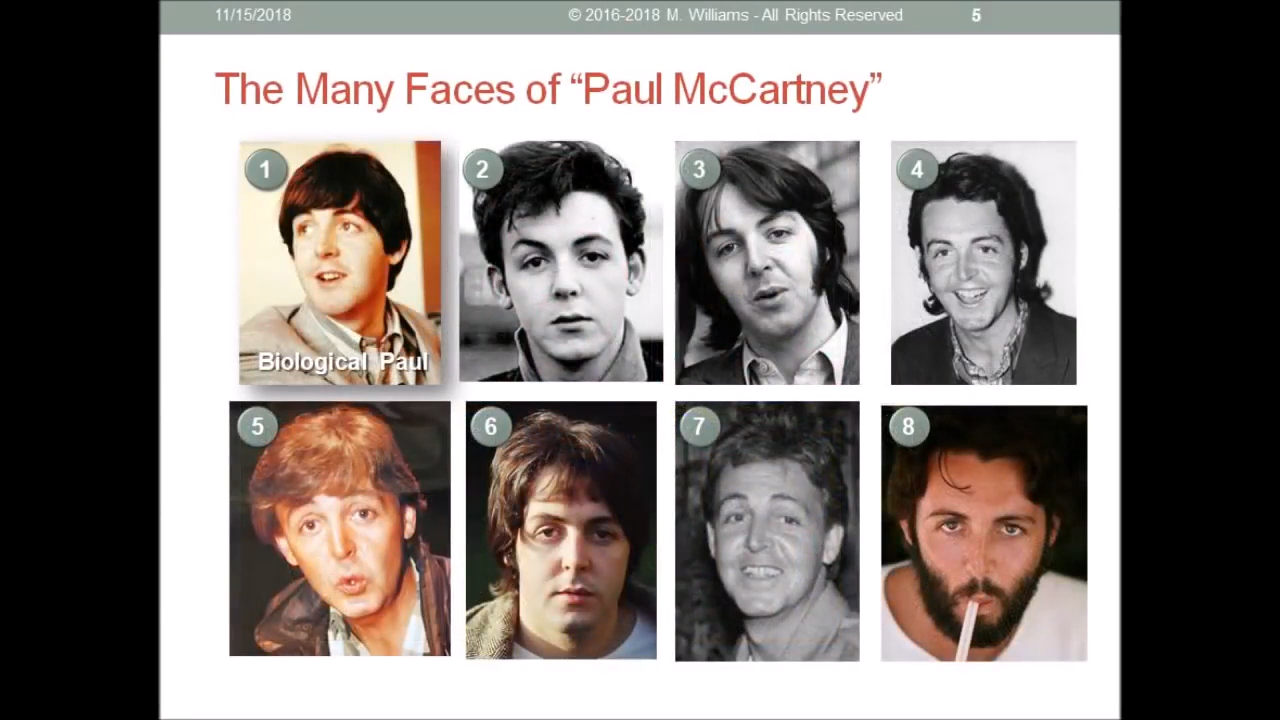 11/15/2018 © 2016-2018 M. Williams - All Rights Reserved 5
The Many Faces of “Paul McCartney”
1 2 3 4
Biological Paul
5 6 7 8